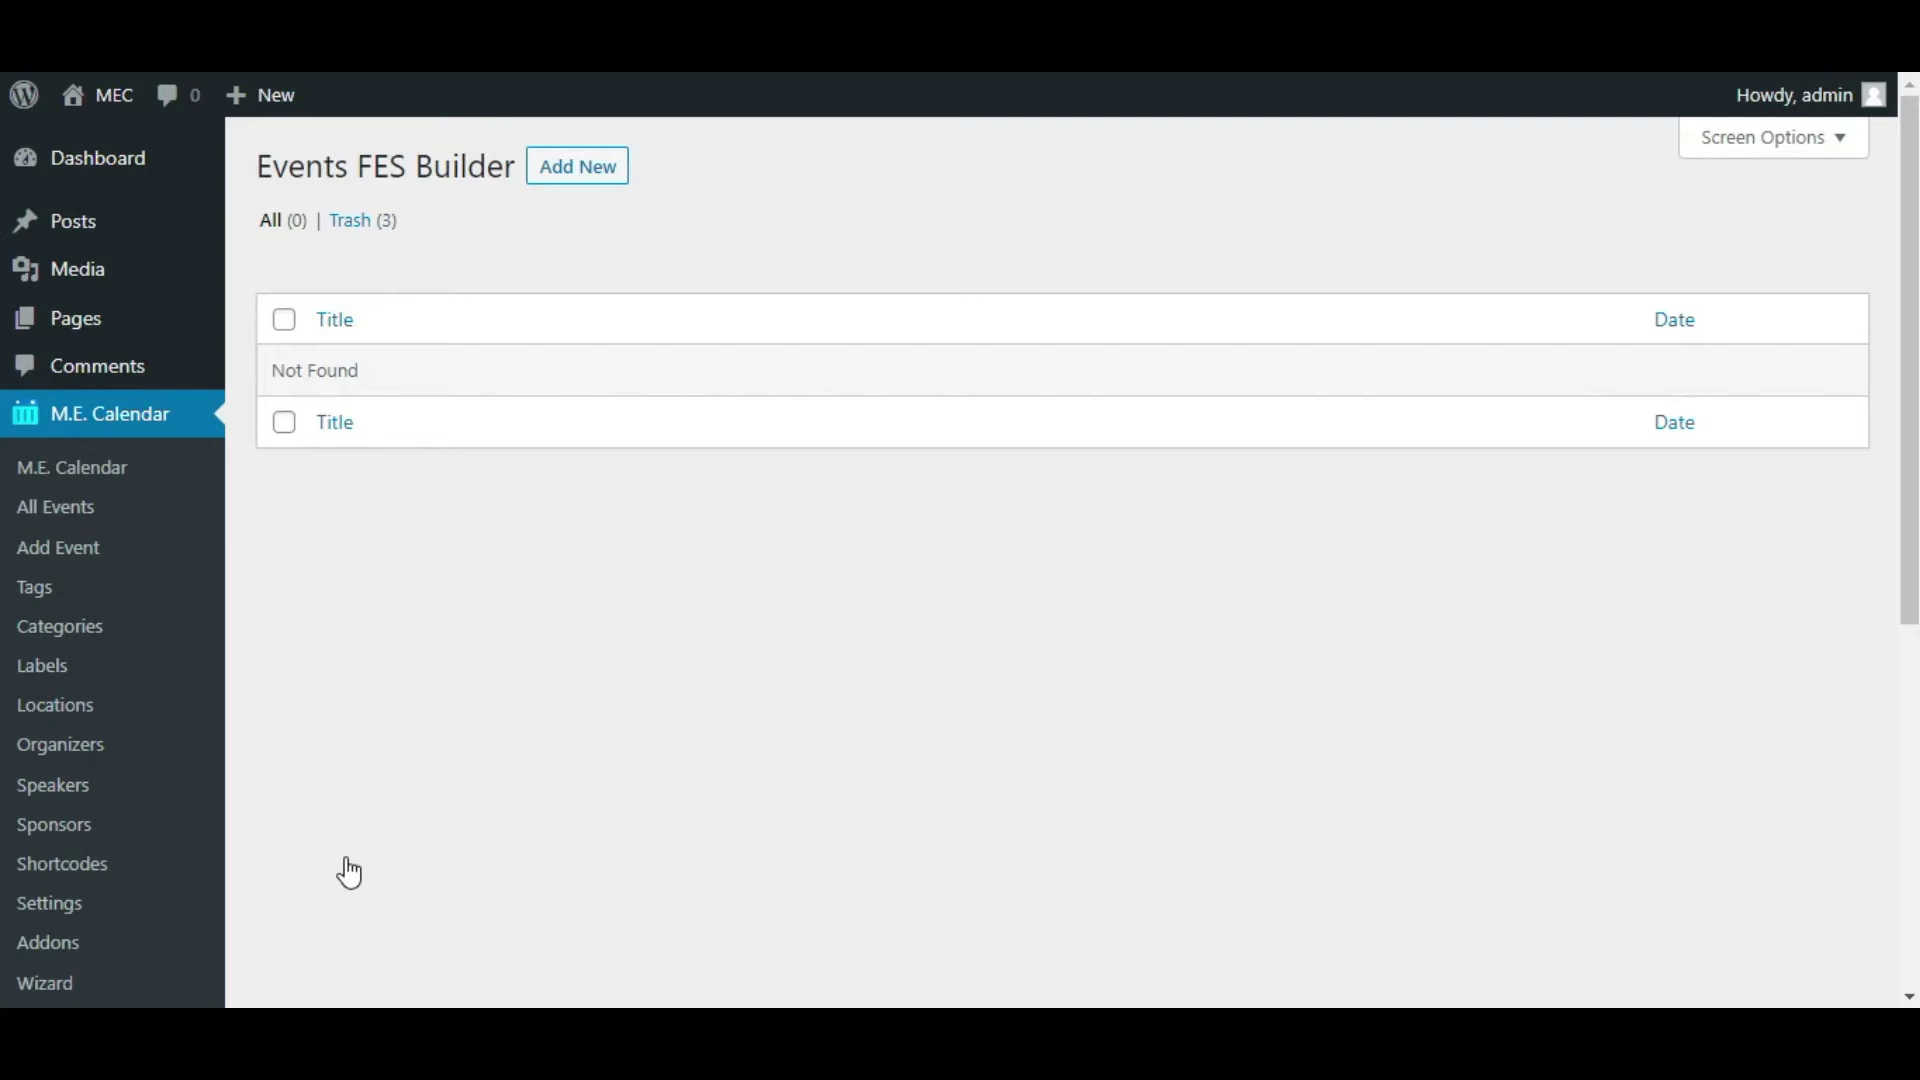 MEC 0 New Howdy, admin
Screen Options
Dashboard
Posts
Media
Pages
Comments
M.E. Calendar
M.E. Calendar
All Events
Add Event
Tags
Categories
Labels
Locations
Organizers
Speakers
Sponsors
Shortcodes
Settings
Addons
Wizard
Events FES Builder Add New
All (0) | Trash (3)
Title Date
Not Found
Title Date